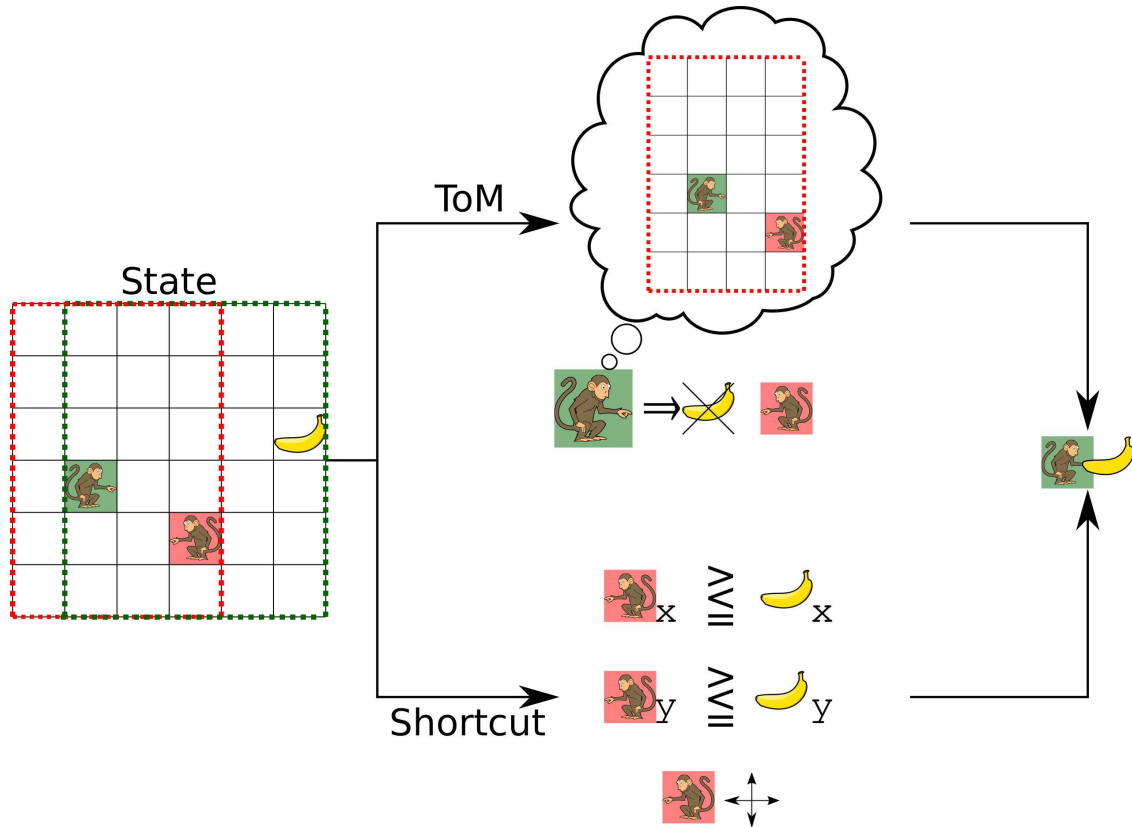 ToM
State
⇒
x >< = x
y >< = y
Shortcut